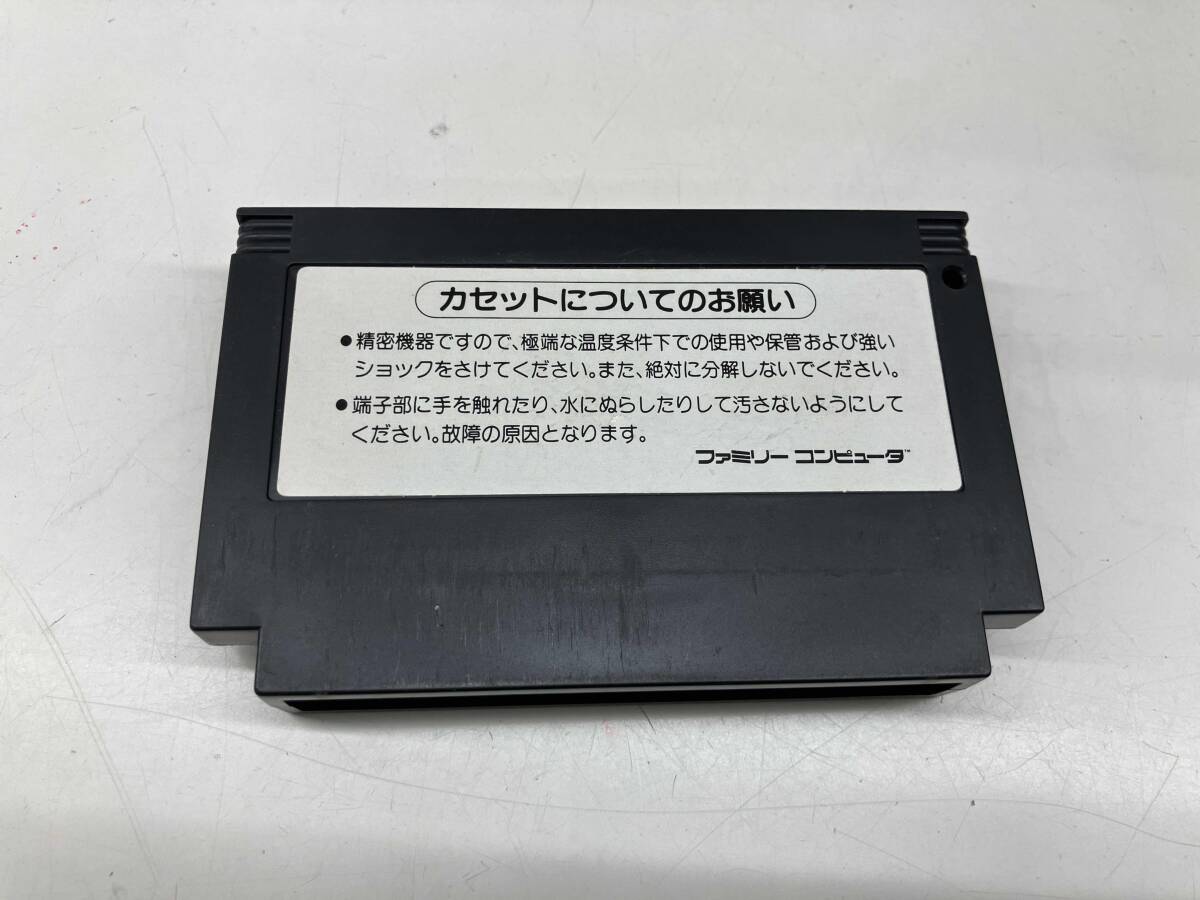 カセットについてのお願い
●精密機器ですので、極端な温度条件下での使用や保管および強い
ショックをさけてください。また、絶対に分解しないでください。
●端子部に手を触れたり、水にぬらしたりして汚さないようにして
ください。故障の原因となります。
ファミリー コンピュータ™